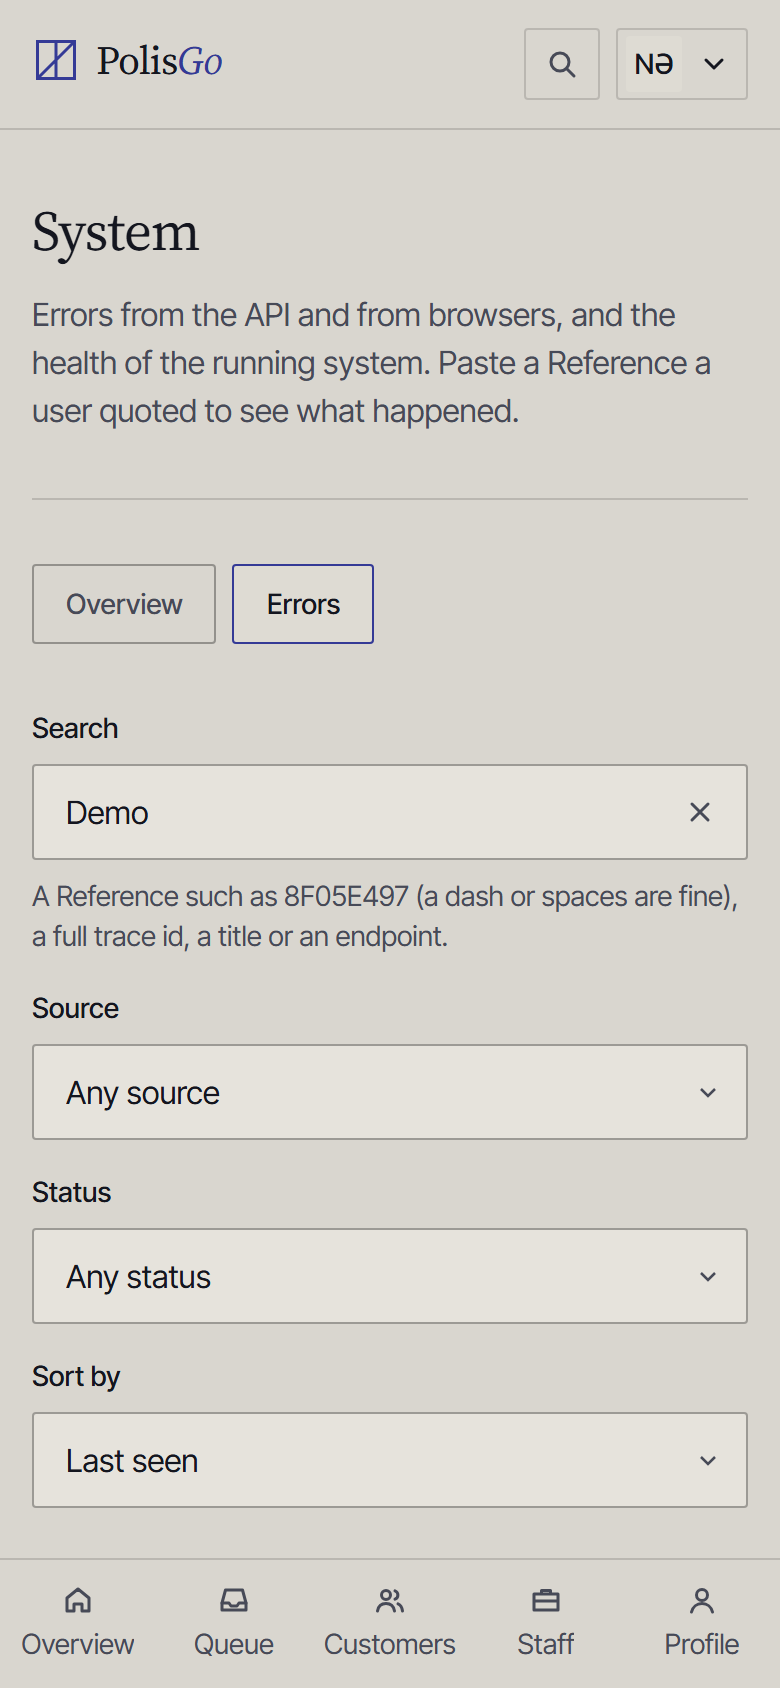 PolisGo
NƏ
System
Errors from the API and from browsers, and the
health of the running system. Paste a Reference a
user quoted to see what happened.
Overview
Errors
Search
Demo
A Reference such as 8F05E497 (a dash or spaces are fine),
a full trace id, a title or an endpoint.
Source
Any source
Status
Any status
Sort by
Last seen
Overview
Queue
Customers
Staff
Profile